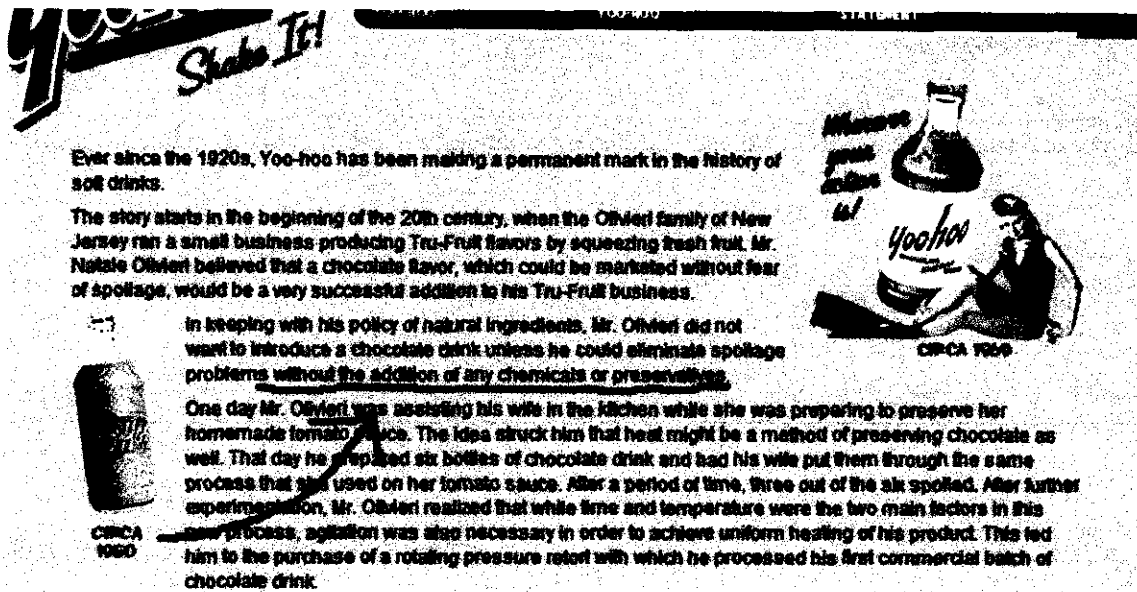 Yoo-
Shake It!
YOO-HOO
STATEMENT
Ever since the 1920s, Yoo-hoo has been making a permanent mark in the history of
soft drinks.
The story starts in the beginning of the 20th century, when the Olivieri family of New
Jersey ran a small business producing Tru-Fruit flavors by squeezing fresh fruit. Mr.
Natale Olivieri believed that a chocolate flavor, which could be marketed without fear
of spoilage, would be a very successful addition to his Tru-Fruit business.
your
action
is!
yoo hoo
CIRCA 1960
In keeping with his policy of natural ingredients, Mr. Olivieri did not
want to introduce a chocolate drink unless he could eliminate spoilage
problems without the addition of any chemicals or preservatives.
One day Mr. Olivieri was assisting his wife in the kitchen while she was preparing to preserve her
homemade tomato sauce. The idea struck him that heat might be a method of preserving chocolate as
well. That day he prepared six bottles of chocolate drink and had his wife put them through the same
process that she used on her tomato sauce. After a period of time, three out of the six spoiled. After further
experimentation, Mr. Olivieri realized that while time and temperature were the two main factors in this
new process, agitation was also necessary in order to achieve uniform heating of his product. This led
him to the purchase of a rotating pressure retort with which he processed his first commercial batch of
chocolate drink.
CIRCA
1980